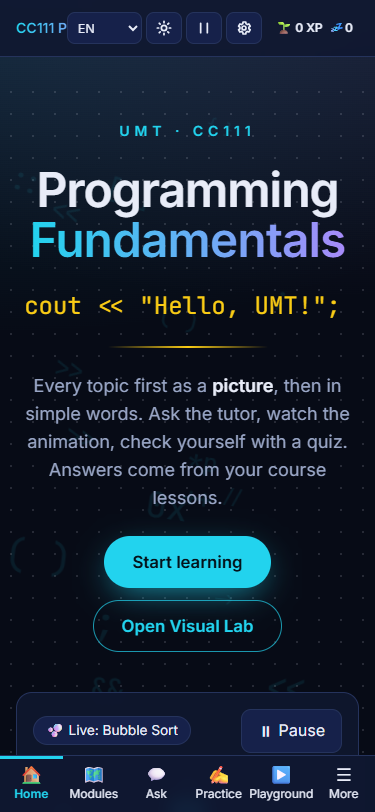 CC111 P
EN
0 XP
0
UMT · CC111
Programming
Fundamentals
cout << "Hello, UMT!";
Every topic first as a picture, then in
simple words. Ask the tutor, watch the
animation, check yourself with a quiz.
Answers come from your course
lessons.
Start learning
Open Visual Lab
Live: Bubble Sort
Pause
Home
Modules
Ask
Practice
Playground
More